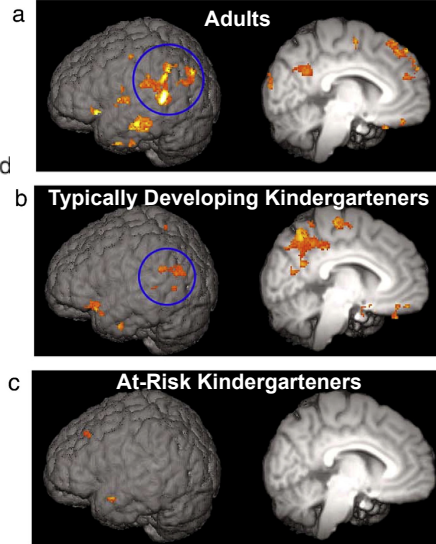 a
Adults
d
b
Typically Developing Kindergarteners
c
At-Risk Kindergarteners